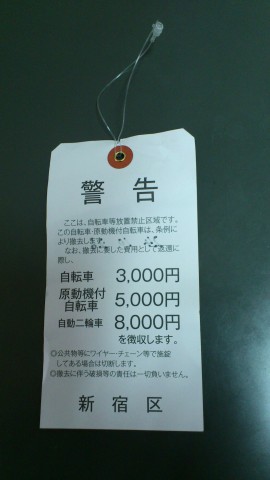 警告
ここは、自転車等放置禁止区域です。
この自転車・原動機付自転車は、条例に
より撤去します。
なお、撤去に要した費用として返還に
際し、
自転車 3,000円
原動機付
自転車 5,000円
自動二輪車 8,000円
を徴収します。
◎公共物等にワイヤー・チェーン等で施錠
してある場合は切断します。
◎撤去に伴う破損等の責任は一切負いません。
新宿区